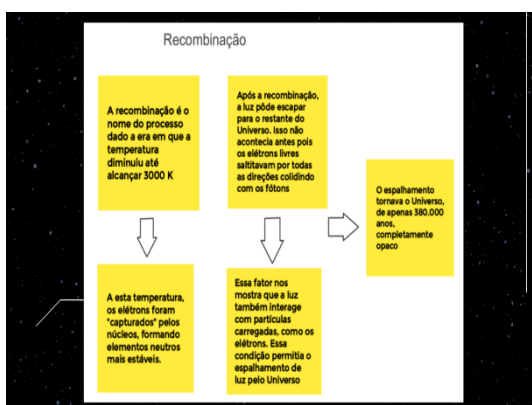 Recombinação
A recombinação é o
nome do processo
dado a era em que a
temperatura
diminuiu até
alcançar 3000 K
A esta temperatura,
os elétrons foram
"capturados" pelos
núcleos, formando
elementos neutros
mais estáveis.
Após a recombinação,
a luz pôde escapar
para o restante do
Universo. Isso não
acontecia antes pois
os elétrons livres
saltitavam por todas
as direções colidindo
com os fótons
Essa fator nos
mostra que a luz
também interage
com partículas
carregadas, como os
elétrons. Essa
condição permitia o
espalhamento de
luz pelo Universo
O espalhamento
tornava o Universo,
de apenas 380.000
anos,
completamente
opaco